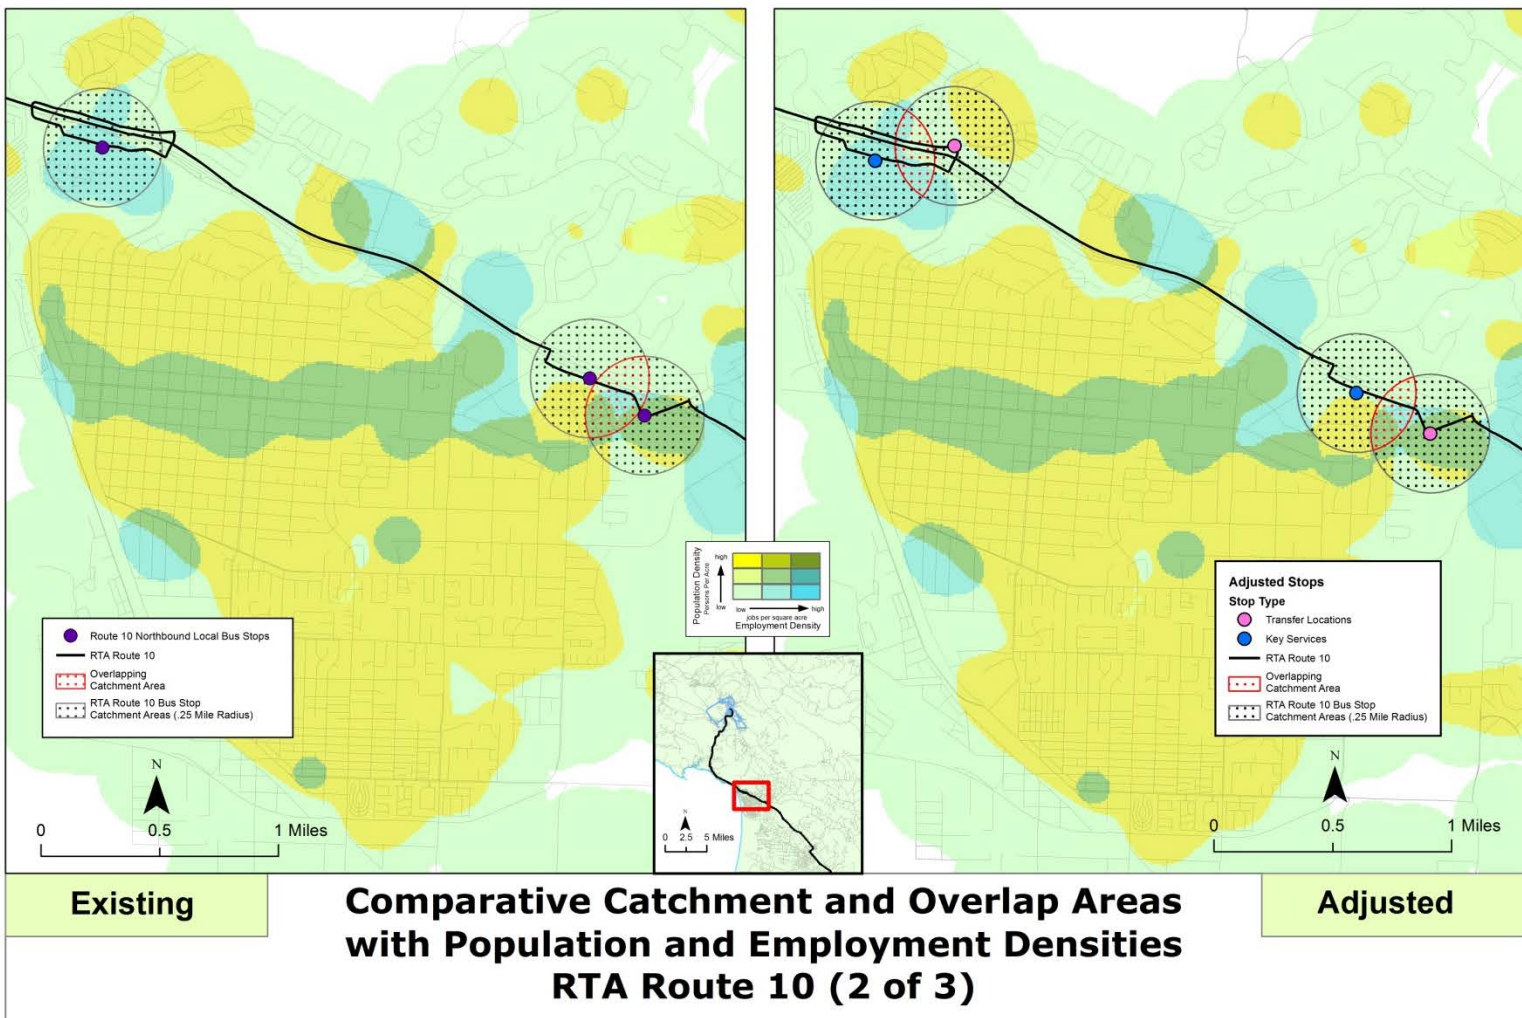 Population Density
Persons Per Acre
high
low
low
high
jobs per square acre
Employment Density
Route 10 Northbound Local Bus Stops
RTA Route 10
Overlapping
Catchment Area
RTA Route 10 Bus Stop
Catchment Areas (.25 Mile Radius)
N
0 0.5 1 Miles
N
0 2.5 5 Miles
Adjusted Stops
Stop Type
Transfer Locations
Key Services
RTA Route 10
Overlapping
Catchment Area
RTA Route 10 Bus Stop
Catchment Areas (.25 Mile Radius)
N
0 0.5 1 Miles
Existing
Comparative Catchment and Overlap Areas
with Population and Employment Densities
RTA Route 10 (2 of 3)
Adjusted